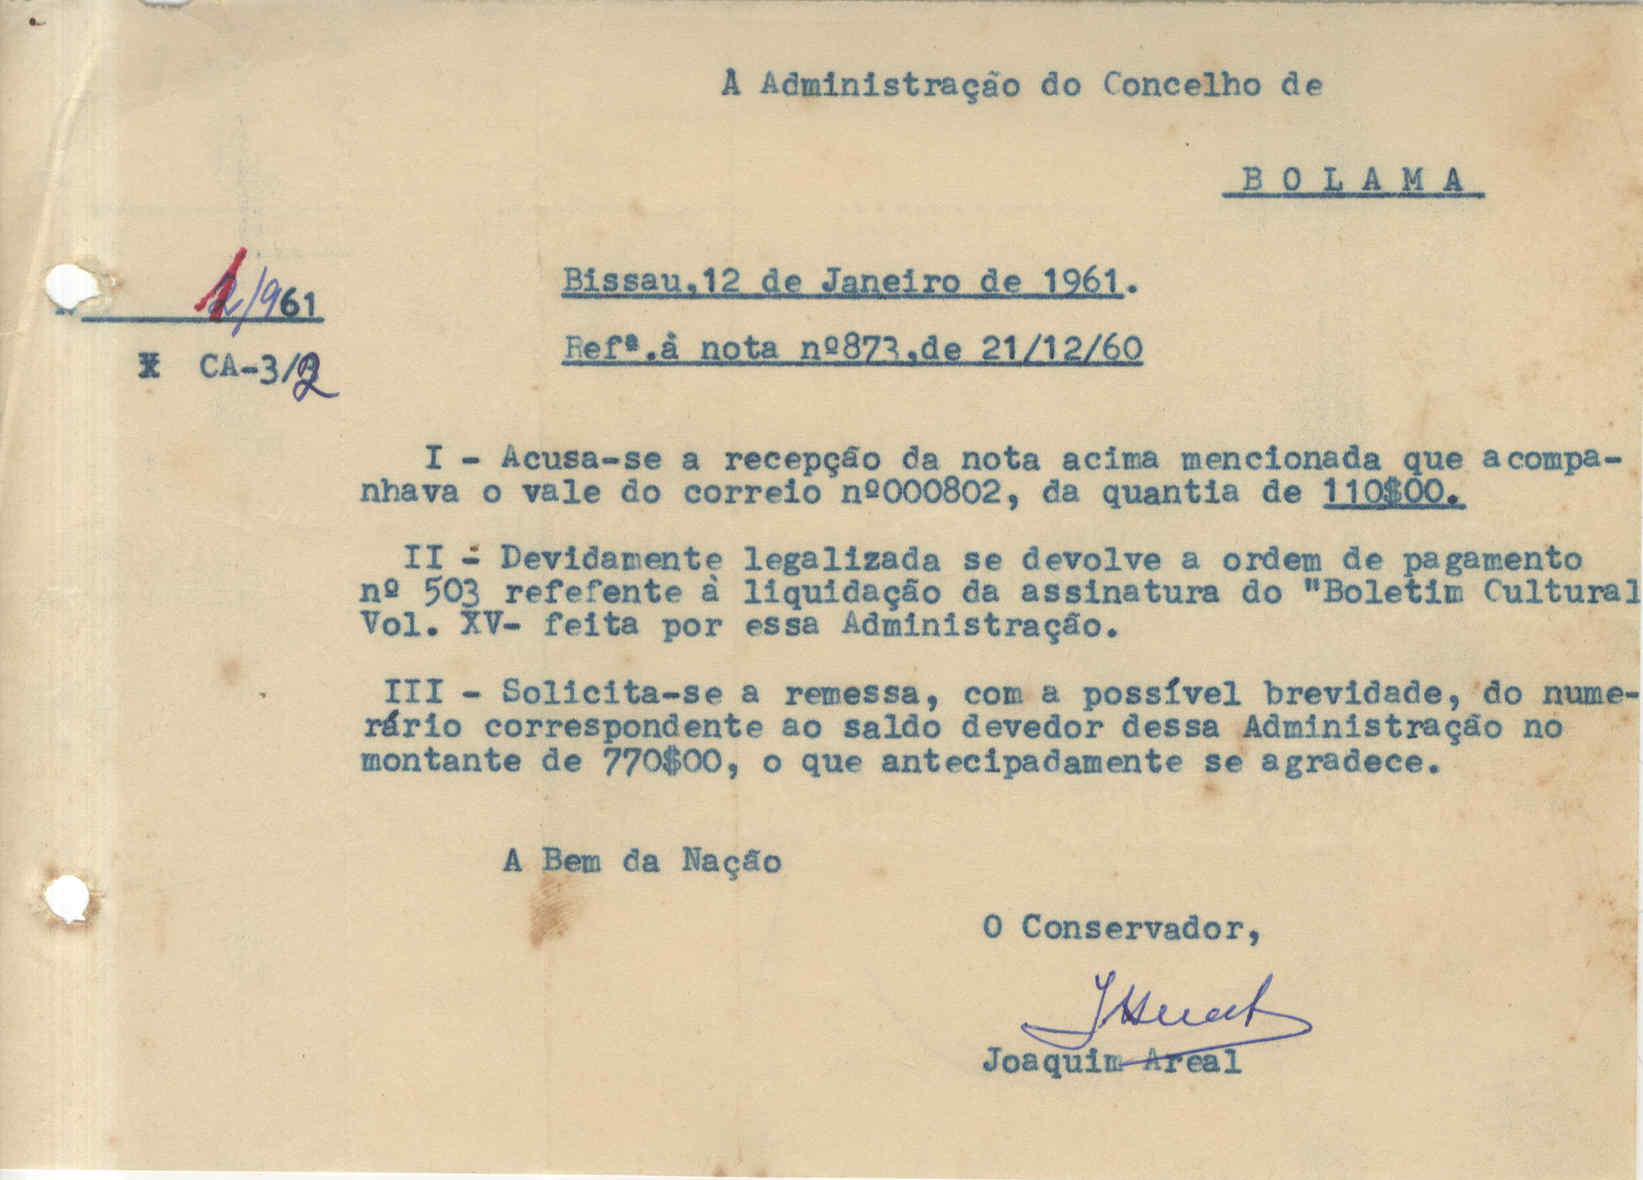 À Administração do Concelho de
B O L A M A
2/961
Bissau,12 de Janeiro de 1961.
CA-3/2
Refª.à nota nº873,de 21/12/60
I - Acusa-se a recepção da nota acima mencionada que acompa-
nhava o vale do correio nº000802, da quantia de 110$00.
II - Devidamente legalizada se devolve a ordem de pagamento
nº 503 refefente à liquidação da assinatura do "Boletim Cultural
Vol. XV- feita por essa Administração.
III - Solicita-se a remessa, com a possível brevidade, do nume-
rário correspondente ao saldo devedor dessa Administração no
montante de 770$00, o que antecipadamente se agradece.
A Bem da Nação
O Conservador,
Joaquim Areal